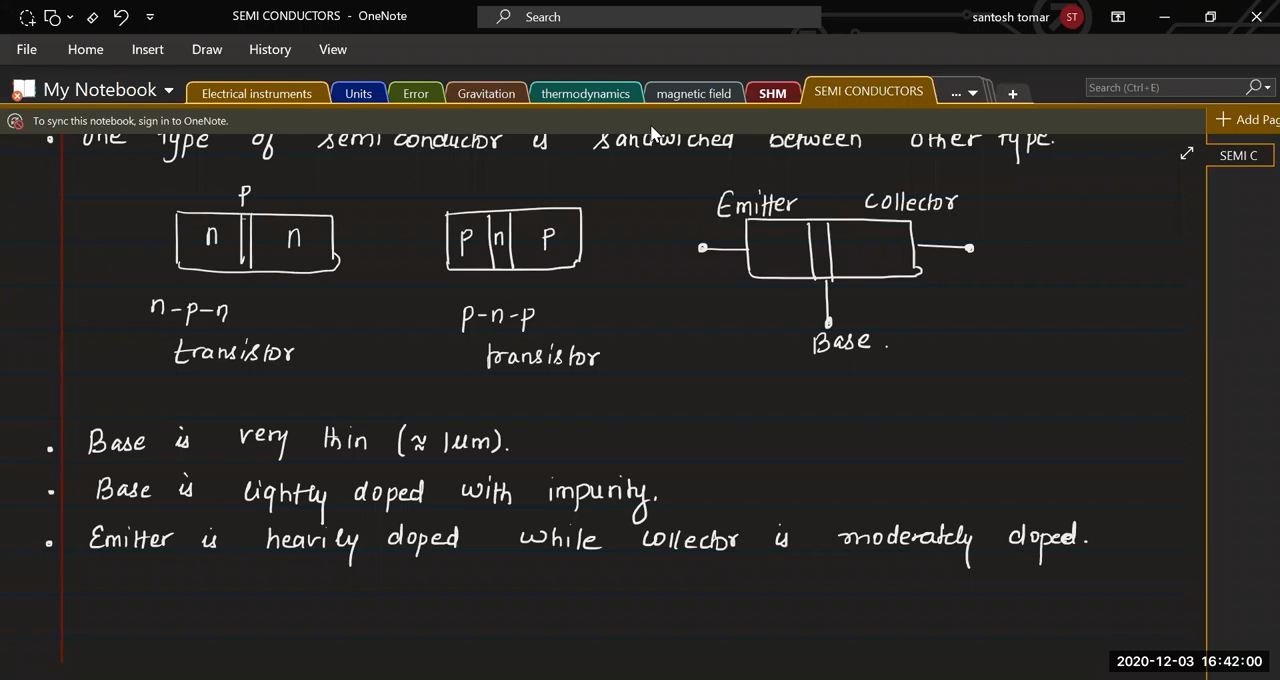 SEMI CONDUCTORS - OneNote
Search
santosh tomar
ST
File Home Insert Draw History View
My Notebook
Electrical instruments
Units
Error
Gravitation
thermodynamics
magnetic field
SHM
SEMI CONDUCTORS
...
Search (Ctrl+E)
To sync this notebook, sign in to OneNote.
Add Pag
SEMI C
• One type of semiconductor is sandwiched between other type.
P
n n
P n P
Emitter Collector
n-p-n
transistor
p-n-p
transistor
Base .
• Base is very thin (≈ 1um).
• Base is lightly doped with impurity.
• Emitter is heavily doped while collector is moderately doped.
2020-12-03 16:42:00